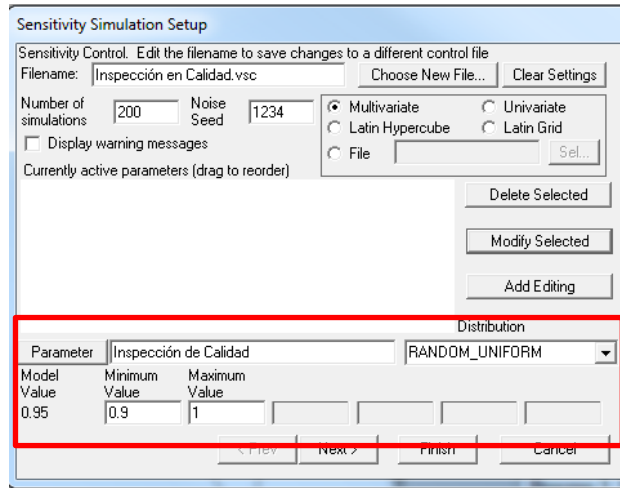 Sensitivity Simulation Setup
Sensitivity Control. Edit the filename to save changes to a different control file
Filename: Inspección en Calidad.vsc Choose New File... Clear Settings
Number of simulations 200 Noise Seed 1234
Multivariate Univariate
Latin Hypercube Latin Grid
File Sel...
Display warning messages
Currently active parameters (drag to reorder)
Delete Selected
Modify Selected
Add Editing
Distribution
Parameter Inspección de Calidad RANDOM_UNIFORM
Model Value Minimum Value Maximum Value
0.95 0.9 1
< Prev Next > Finish Cancel